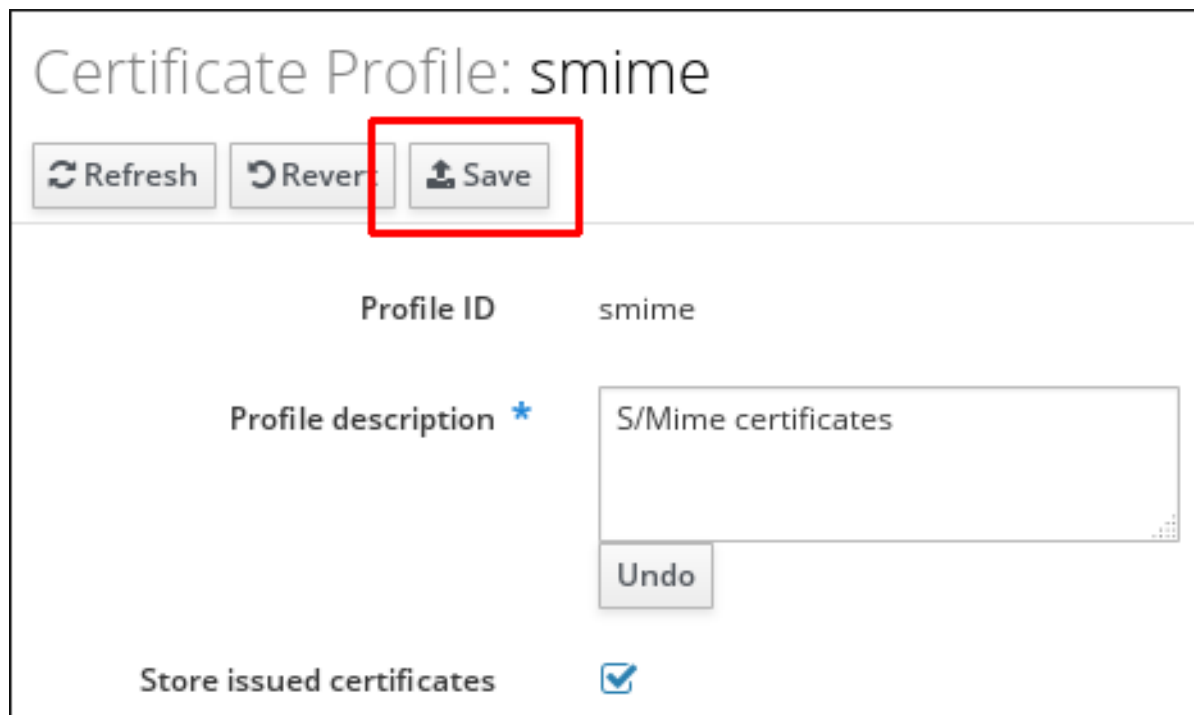 Certificate Profile: smime
Refresh Revert Save
Profile ID smime
Profile description * S/Mime certificates
Undo
Store issued certificates